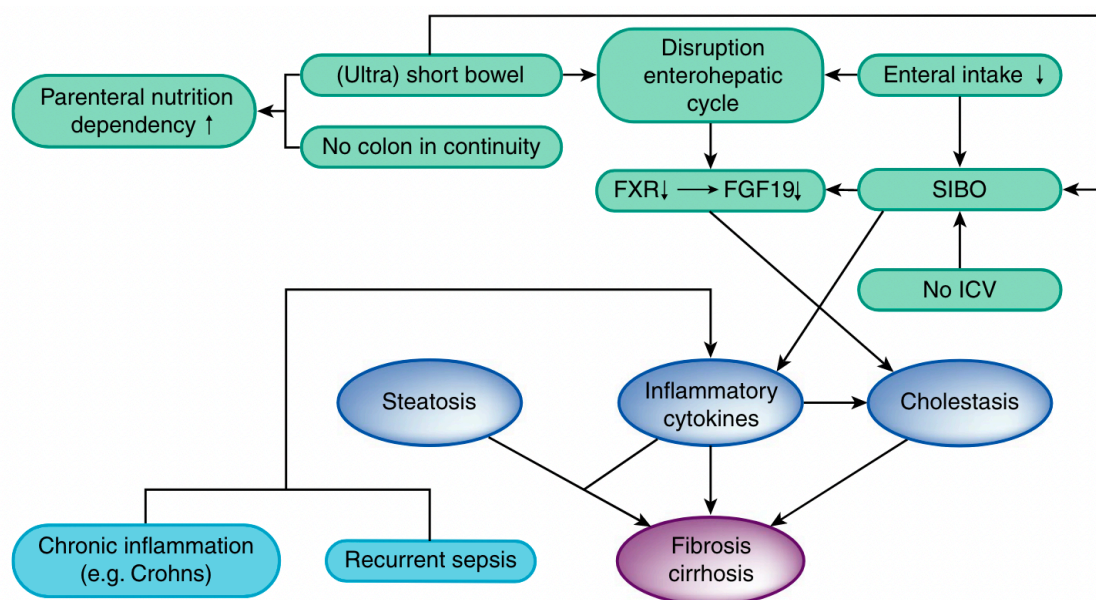 Parenteral nutrition
dependency ↑
(Ultra) short bowel
No colon in continuity
Disruption
enterohepatic
cycle
Enteral intake ↓
FXR↓ → FGF19↓
SIBO
No ICV
Steatosis
Inflammatory
cytokines
Cholestasis
Chronic inflammation
(e.g. Crohns)
Recurrent sepsis
Fibrosis
cirrhosis